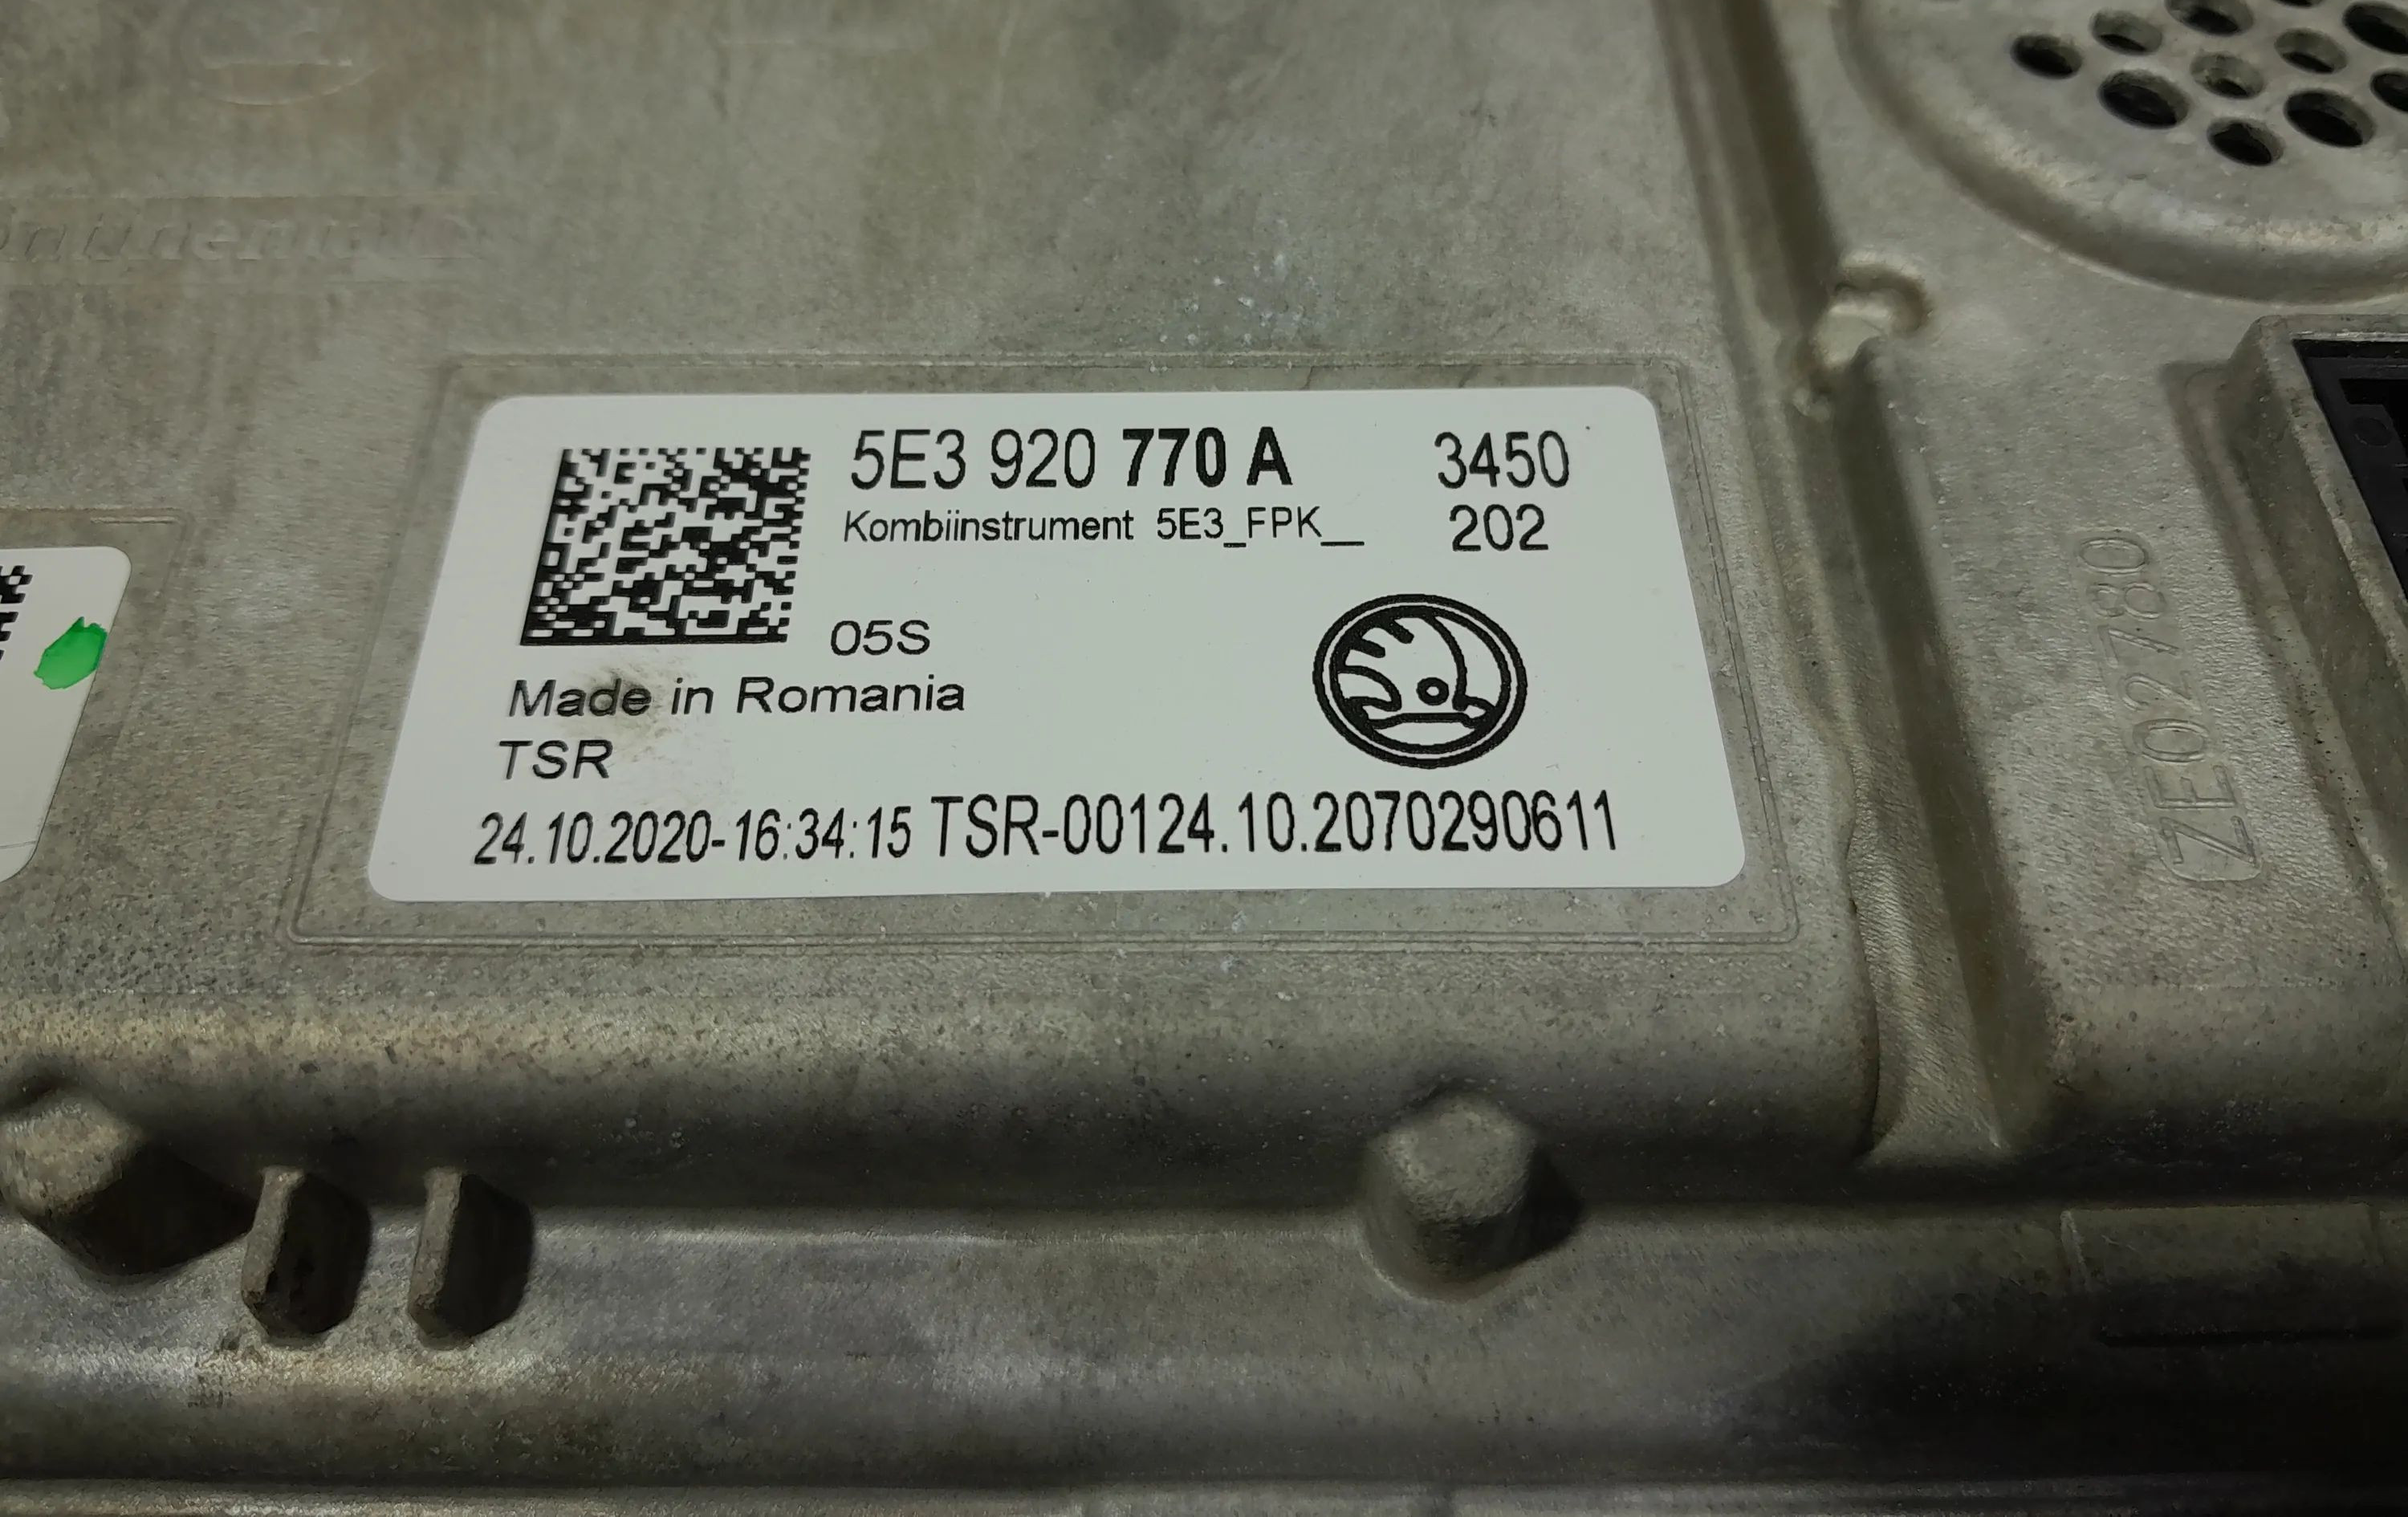 5E3 920 770 A 3450
Kombiinstrument 5E3_FPK__ 202
05S
Made in Romania
TSR
24.10.2020-16:34:15 TSR-00124.10.2070290611
ZE02780